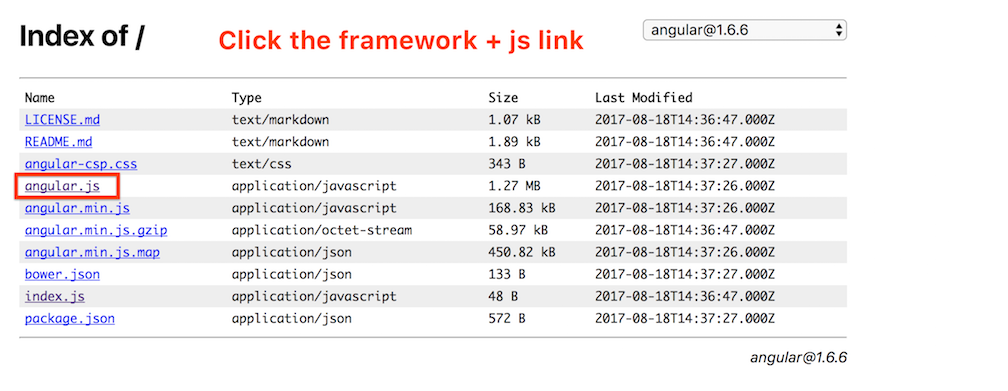 Index of /
Click the framework + js link
angular@1.6.6
Name Type Size Last Modified
LICENSE.md text/markdown 1.07 kB 2017-08-18T14:36:47.000Z
README.md text/markdown 1.89 kB 2017-08-18T14:36:47.000Z
angular-csp.css text/css 343 B 2017-08-18T14:37:27.000Z
angular.js application/javascript 1.27 MB 2017-08-18T14:37:26.000Z
angular.min.js application/javascript 168.83 kB 2017-08-18T14:37:26.000Z
angular.min.js.gzip application/octet-stream 58.97 kB 2017-08-18T14:37:27.000Z
angular.min.js.map application/json 450.82 kB 2017-08-18T14:37:26.000Z
bower.json application/json 133 B 2017-08-18T14:37:27.000Z
index.js application/javascript 48 B 2017-08-18T14:36:47.000Z
package.json application/json 572 B 2017-08-18T14:37:27.000Z
angular@1.6.6